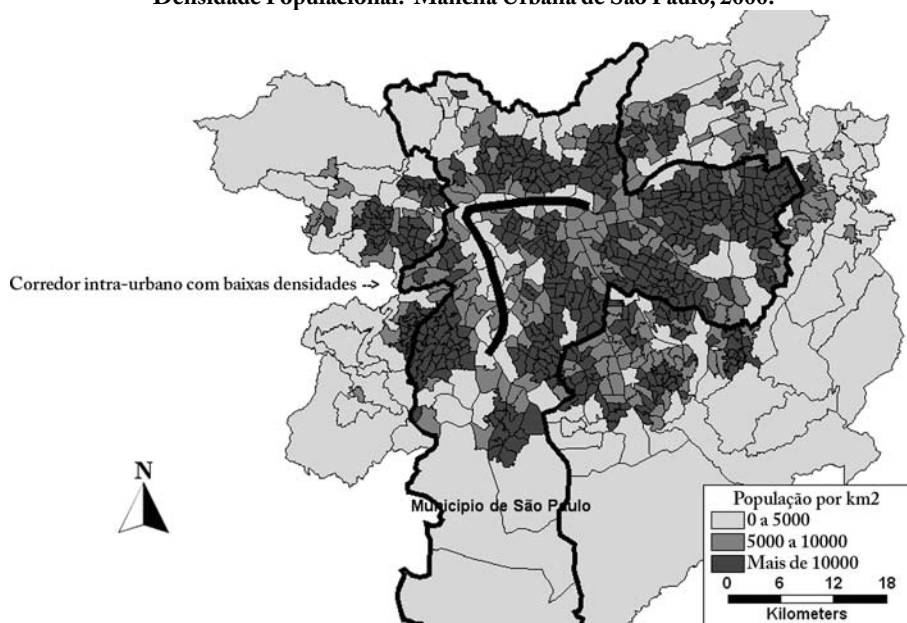 Densidade Populacional. Mancha Urbana de São Paulo, 2000.
Corredor intra-urbano com baixas densidades -->
N
Município de São Paulo
População por km2
0 a 5000
5000 a 10000
Mais de 10000
0 6 12 18
Kilometers